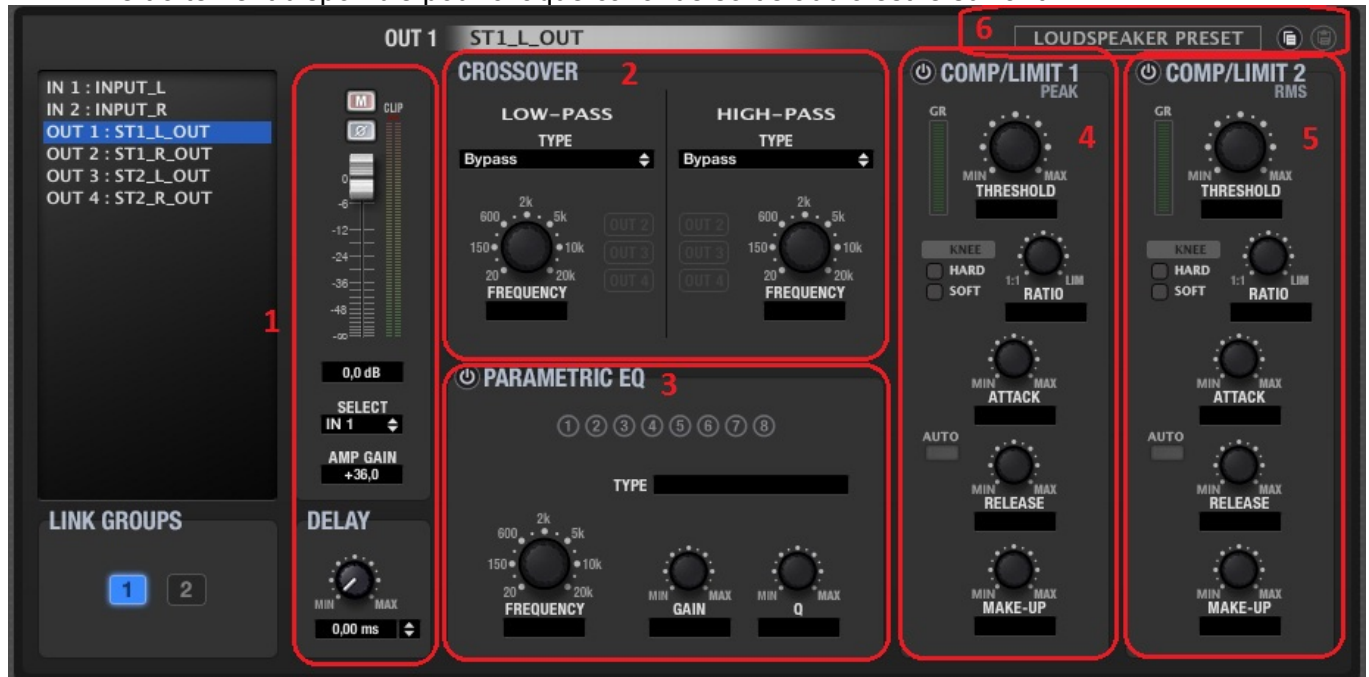 OUT 1 ST1_L_OUT
6 LOUDSPEAKER PRESET
IN 1 : INPUT_L
IN 2 : INPUT_R
OUT 1 : ST1_L_OUT
OUT 2 : ST1_R_OUT
OUT 3 : ST2_L_OUT
OUT 4 : ST2_R_OUT
LINK GROUPS
1 2
1
M CLIP
Ø
0
-6
-12
-24
-36
-48
-∞
0,0 dB
SELECT
IN 1
AMP GAIN
+36,0
DELAY
MIN MAX
0,00 ms
CROSSOVER 2
LOW-PASS
TYPE
Bypass
2k
600 5k
150 10k
20 20k
FREQUENCY
OUT 2
OUT 3
OUT 4
HIGH-PASS
TYPE
Bypass
OUT 2
OUT 3
OUT 4
2k
600 5k
150 10k
20 20k
FREQUENCY
PARAMETRIC EQ 3
1 2 3 4 5 6 7 8
TYPE
2k
600 5k
150 10k
20 20k
FREQUENCY
MIN MAX
GAIN
MIN MAX
Q
COMP/LIMIT 1
PEAK
GR
4
MIN MAX
THRESHOLD
KNEE
HARD
SOFT
1:1 LIM
RATIO
MIN MAX
ATTACK
AUTO
MIN MAX
RELEASE
MIN MAX
MAKE-UP
COMP/LIMIT 2
RMS
GR
5
MIN MAX
THRESHOLD
KNEE
HARD
SOFT
1:1 LIM
RATIO
MIN MAX
ATTACK
AUTO
MIN MAX
RELEASE
MIN MAX
MAKE-UP